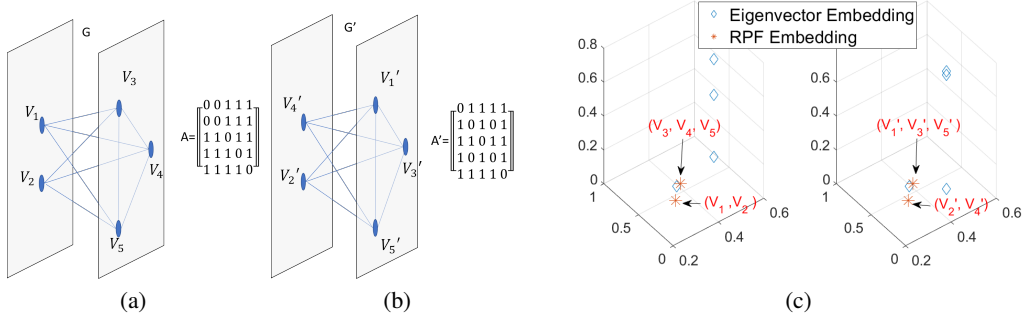 G
V₁
V₂
V₃
V₄
V₅
A=
0 0 1 1 1
0 0 1 1 1
1 1 0 1 1
1 1 1 0 1
1 1 1 1 0
(a)
G'
V₄'
V₂'
V₁'
V₃'
V₅'
A'=
0 1 1 1 1
1 0 1 0 1
1 1 0 1 1
1 0 1 0 1
1 1 1 1 0
(b)
Eigenvector Embedding
RPF Embedding
0.8
0.6
0.4
0.2
0
1
0.5
0
0.2
0.4
0.6
(V₃, V₄, V₅)
(V₁ ,V₂ )
0.6
0.4
0.2
0
1
0.5
0
0.2
0.4
0.6
(V₁', V₃', V₅' )
(V₂', V₄')
(c)